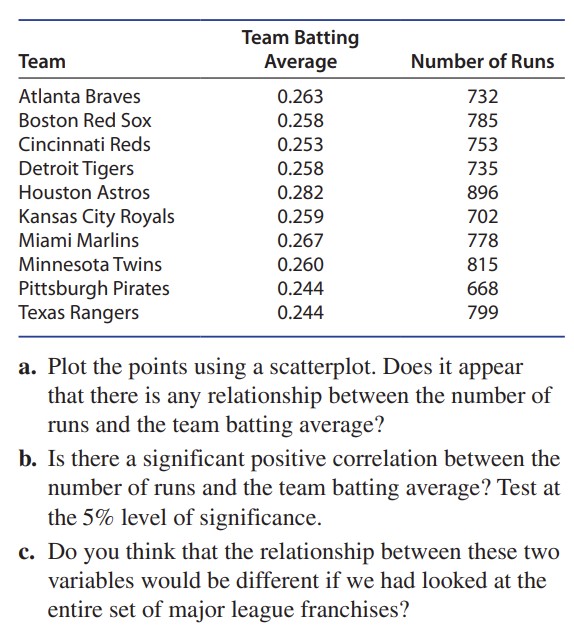 Team Batting
Team Average Number of Runs
Atlanta Braves 0.263 732
Boston Red Sox 0.258 785
Cincinnati Reds 0.253 753
Detroit Tigers 0.258 735
Houston Astros 0.282 896
Kansas City Royals 0.259 702
Miami Marlins 0.267 778
Minnesota Twins 0.260 815
Pittsburgh Pirates 0.244 668
Texas Rangers 0.244 799
a. Plot the points using a scatterplot. Does it appear
that there is any relationship between the number of
runs and the team batting average?
b. Is there a significant positive correlation between the
number of runs and the team batting average? Test at
the 5% level of significance.
c. Do you think that the relationship between these two
variables would be different if we had looked at the
entire set of major league franchises?